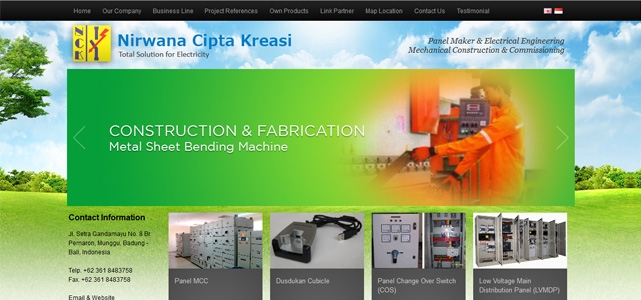 Home Our Company Business Line Project References Own Products Link Partner Map Location Contact Us Testimonial
NCK
Nirwana Cipta Kreasi
Total Solution for Electricity
Panel Maker & Electrical Engineering
Mechanical Construction & Commissioning
CONSTRUCTION & FABRICATION
Metal Sheet Bending Machine
Contact Information
Jl. Setra Gandamayu No. 8 Br
Pemaron, Munggu, Badung -
Bali, Indonesia
Telp. +62 361 8483758
Fax. +62 361 8483758
Email & Website
Panel MCC
Dusdukan Cubicle
Panel Change Over Switch
(COS)
Low Voltage Main
Distribution Panel (LVMDP)